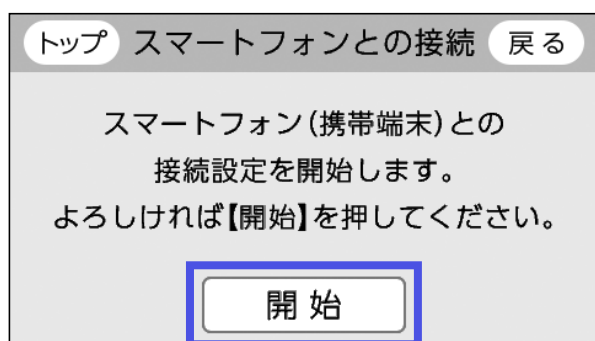 トップ スマートフォンとの接続 戻る
スマートフォン(携帯端末)との
接続設定を開始します。
よろしければ【開始】を押してください。
開始